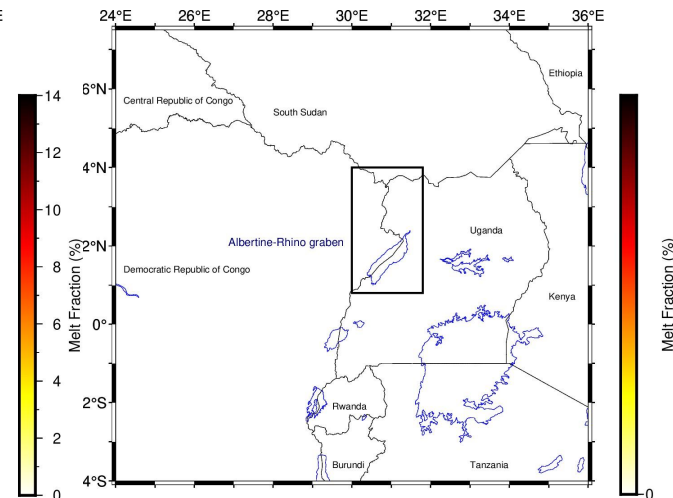 E
24°E 26°E 28°E 30°E 32°E 34°E 36°E
Ethiopia
6°N
Central Republic of Congo
South Sudan
4°N
Uganda
Albertine-Rhino graben
2°N
Democratic Republic of Congo
Kenya
0°
2°S
Rwanda
Burundi
Tanzania
4°S
14
12
10
8
6
4
2
0
Melt Fraction (%)
0
Melt Fraction (%)